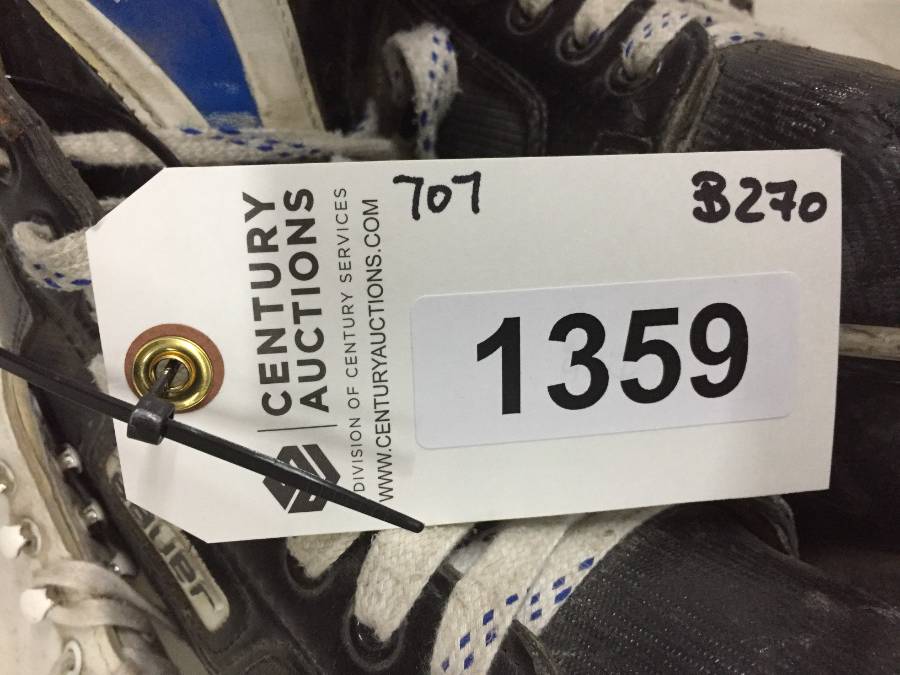 707
B270
CENTURY
AUCTIONS
DIVISION OF CENTURY SERVICES
WWW.CENTURYAUCTIONS.COM
1359